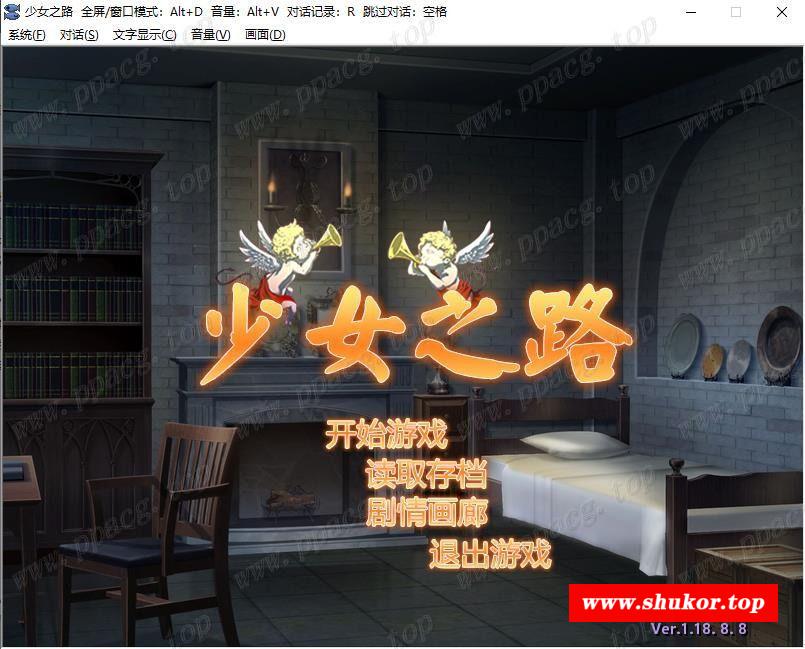 少女之路 全屏/窗口模式: Alt+D 音量: Alt+V 对话记录: R 跳过对话: 空格
系统(F) 对话(S) 文字显示(C) 音量(V) 画面(D)
www.ppacg.top
少女之路
开始游戏
读取存档
剧情画廊
退出游戏
www.shukor.top
Ver.1.18.8.8